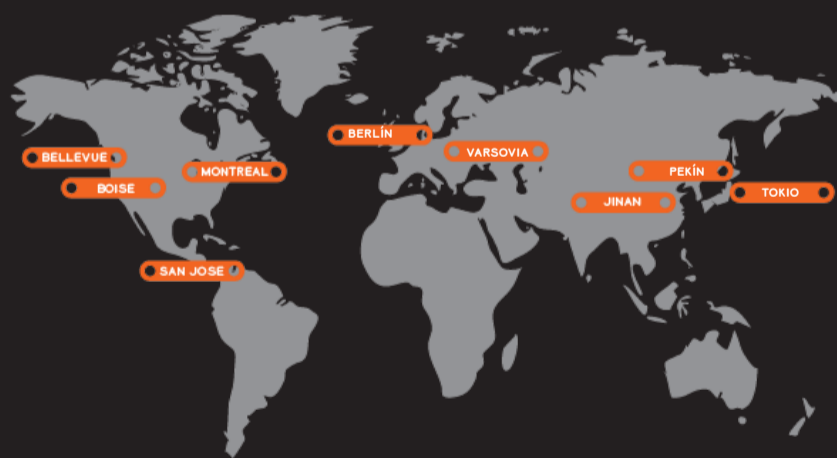 BERLÍN
VARSOVIA
BELLEVUE
MONTREAL
PEKÍN
BOISE
TOKIO
JINAN
SAN JOSE